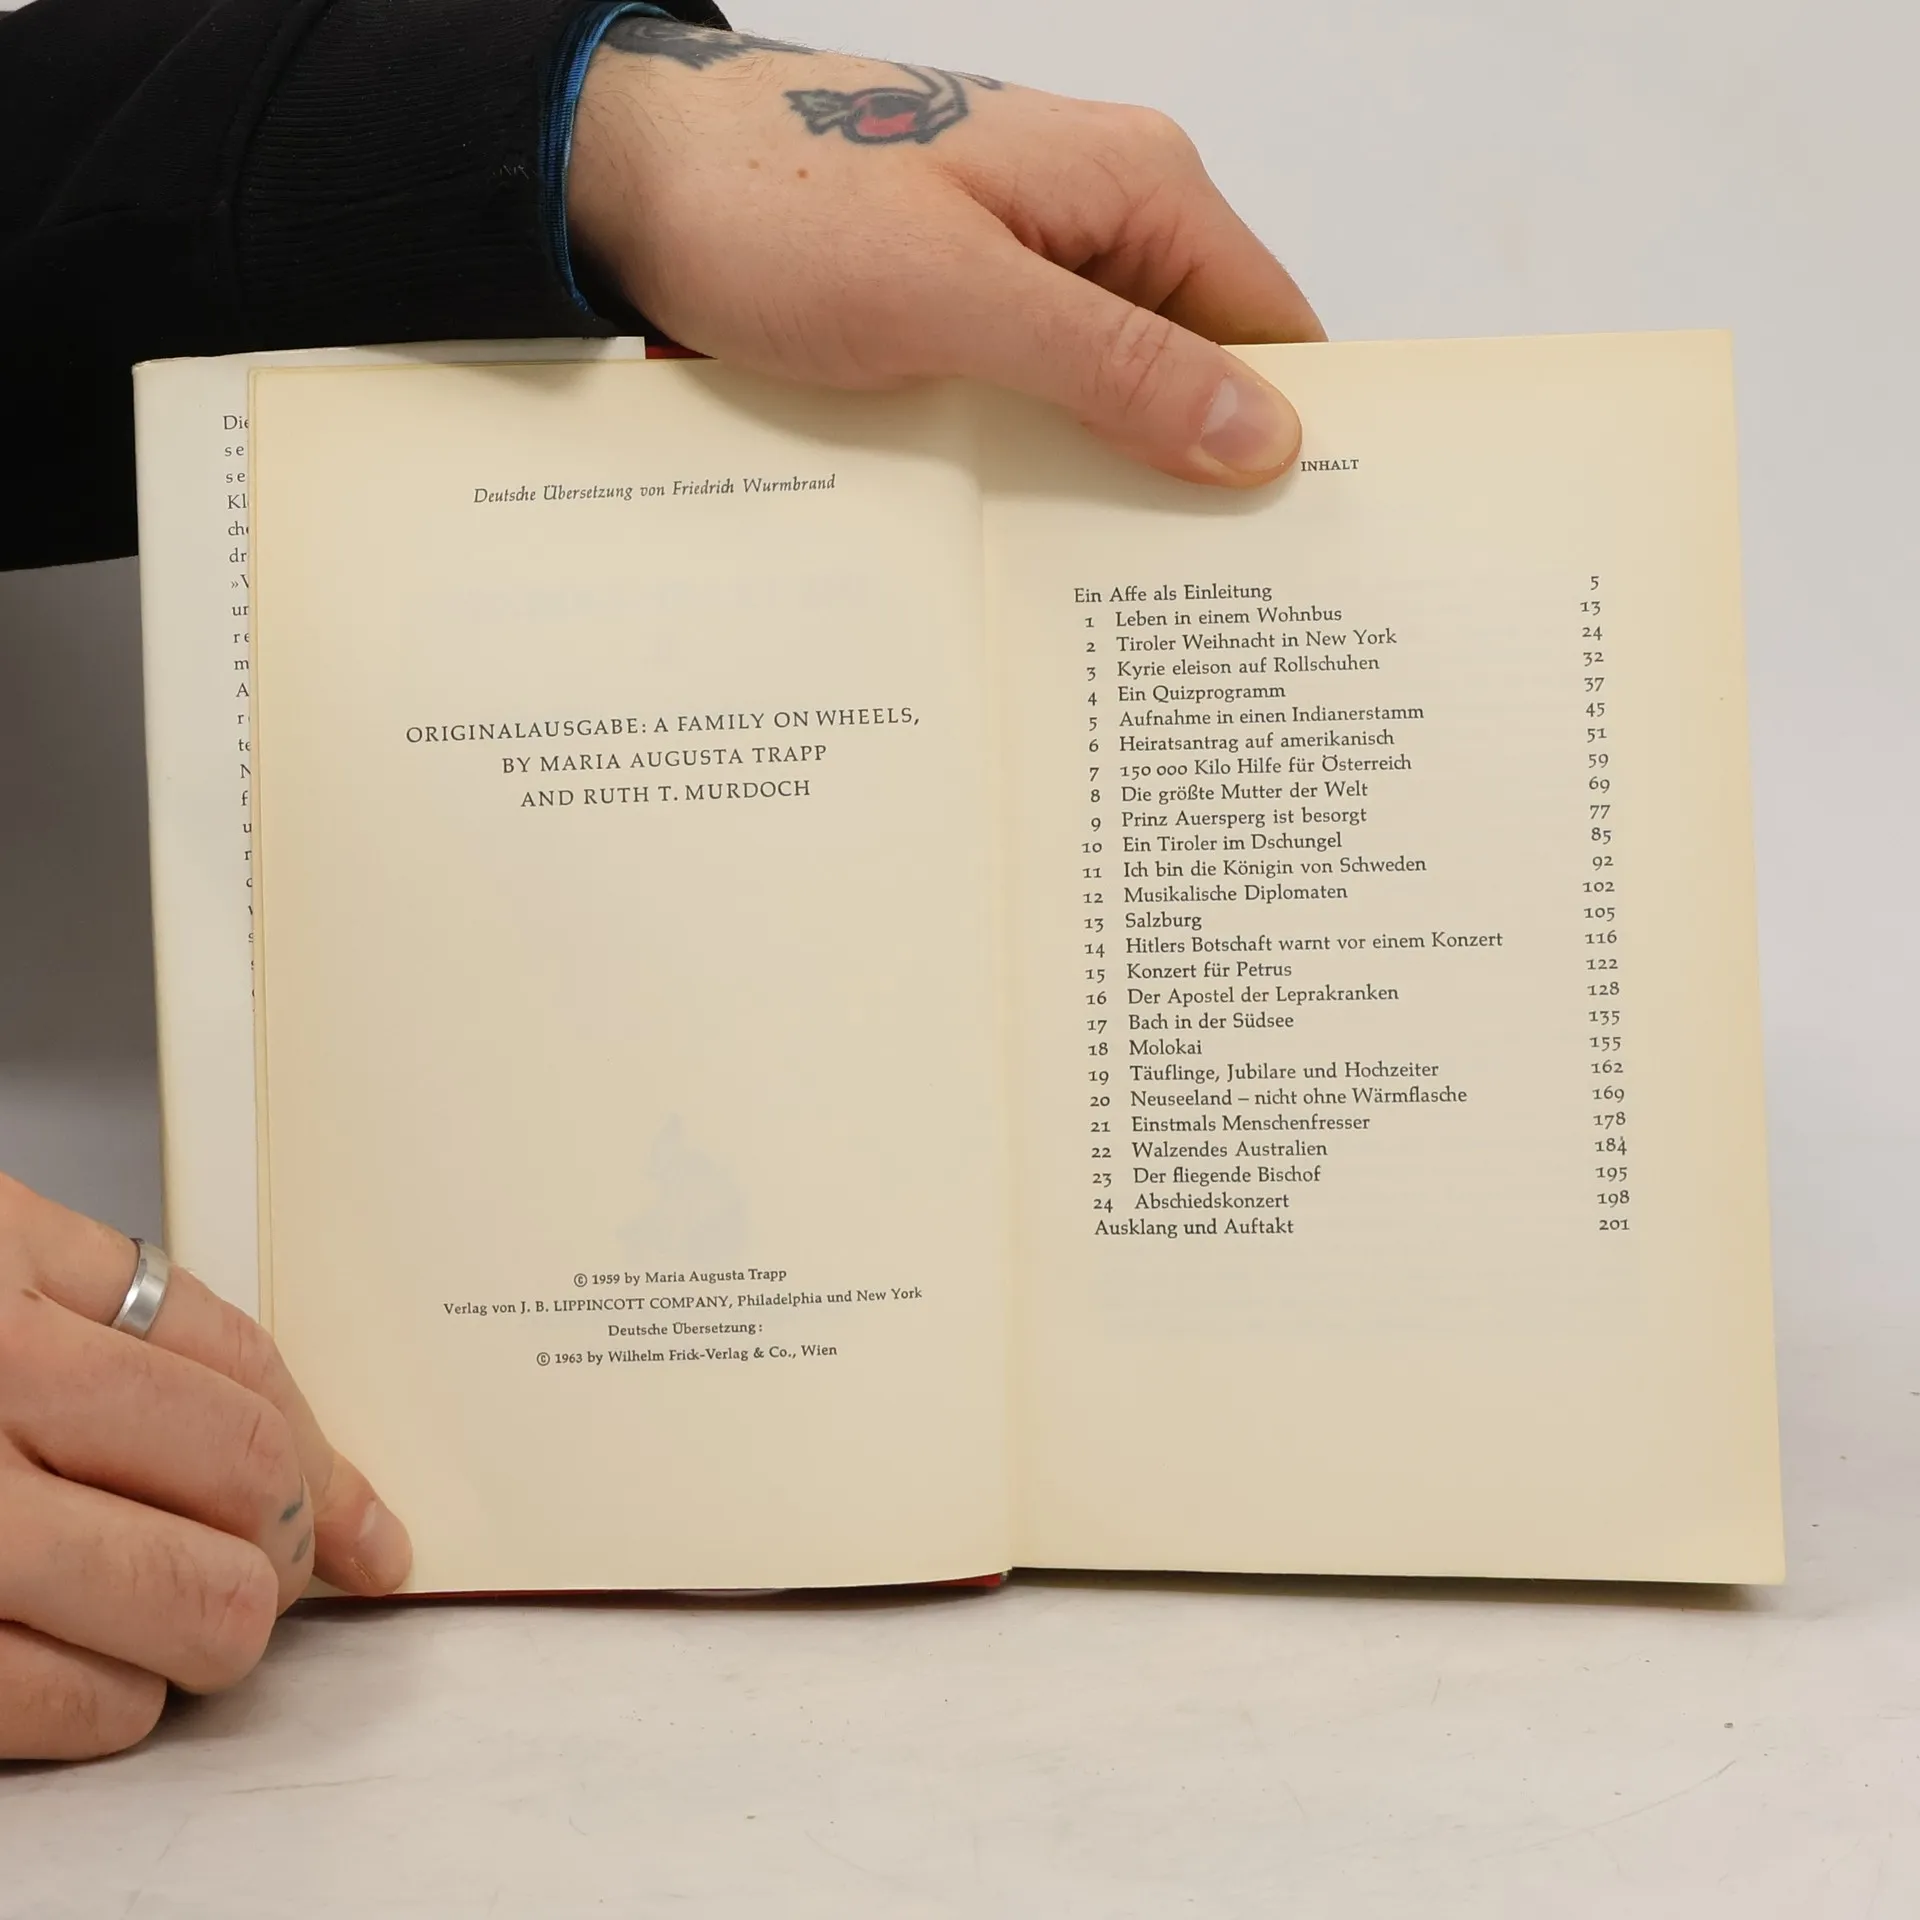 Deutsche Übersetzung von Friedrich Wurmbrand
ORIGINALAUSGABE: A FAMILY ON WHEELS,
BY MARIA AUGUSTA TRAPP
AND RUTH T. MURDOCH
© 1959 by Maria Augusta Trapp
Verlag von J. B. LIPPINCOTT COMPANY, Philadelphia und New York
Deutsche Übersetzung:
© 1963 by Wilhelm Frick-Verlag & Co., Wien
INHALT
Ein Affe als Einleitung 5
1 Leben in einem Wohnbus 13
2 Tiroler Weihnacht in New York 24
3 Kyrie eleison auf Rollschuhen 32
4 Ein Quizprogramm 37
5 Aufnahme in einen Indianerstamm 45
6 Heiratsantrag auf amerikanisch 51
7 150 000 Kilo Hilfe für Österreich 59
8 Die größte Mutter der Welt 69
9 Prinz Auersperg ist besorgt 77
10 Ein Tiroler im Dschungel 85
11 Ich bin die Königin von Schweden 92
12 Musikalische Diplomaten 102
13 Salzburg 105
14 Hitlers Botschaft warnt vor einem Konzert 116
15 Konzert für Petrus 122
16 Der Apostel der Leprakranken 128
17 Bach in der Südsee 135
18 Molokai 155
19 Täuflinge, Jubilare und Hochzeiter 162
20 Neuseeland – nicht ohne Wärmflasche 169
21 Einstmals Menschenfresser 178
22 Walzendes Australien 184
23 Der fliegende Bischof 195
24 Abschiedskonzert 198
Ausklang und Auftakt 201